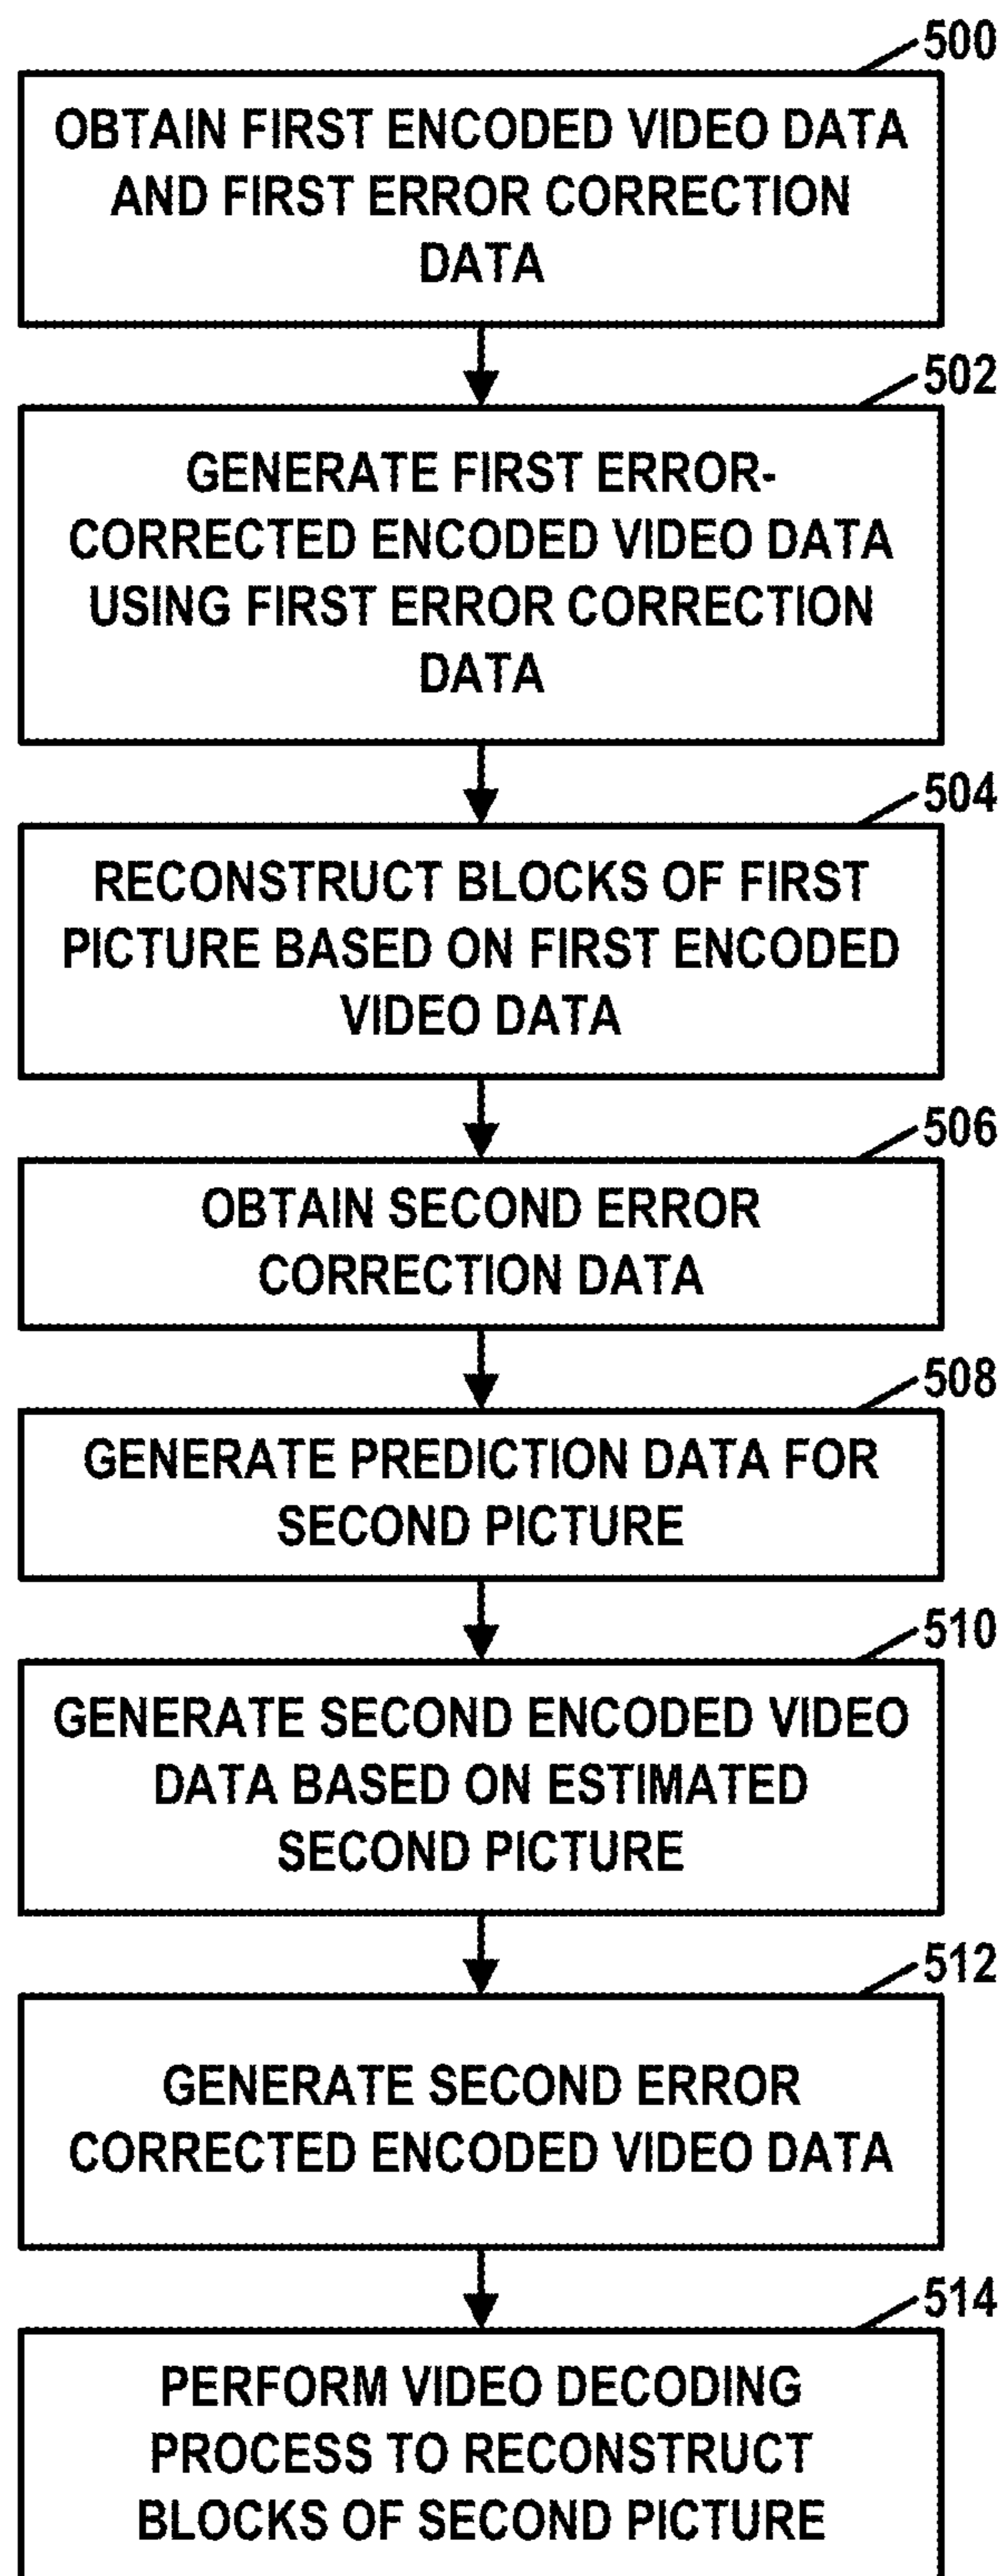 500
OBTAIN FIRST ENCODED VIDEO DATA
AND FIRST ERROR CORRECTION
DATA
502
GENERATE FIRST ERROR-
CORRECTED ENCODED VIDEO DATA
USING FIRST ERROR CORRECTION
DATA
504
RECONSTRUCT BLOCKS OF FIRST
PICTURE BASED ON FIRST ENCODED
VIDEO DATA
506
OBTAIN SECOND ERROR
CORRECTION DATA
508
GENERATE PREDICTION DATA FOR
SECOND PICTURE
510
GENERATE SECOND ENCODED VIDEO
DATA BASED ON ESTIMATED
SECOND PICTURE
512
GENERATE SECOND ERROR
CORRECTED ENCODED VIDEO DATA
514
PERFORM VIDEO DECODING
PROCESS TO RECONSTRUCT
BLOCKS OF SECOND PICTURE